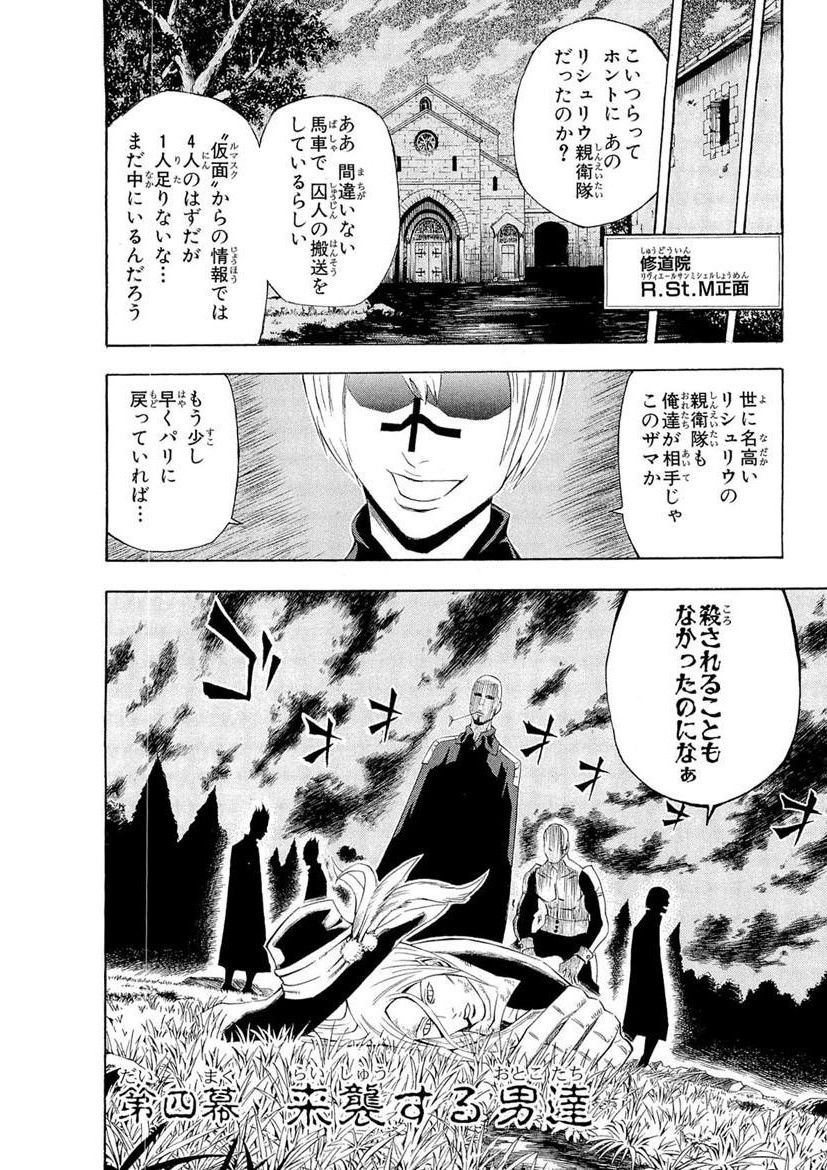 こいつらって
ホントに あの
リシュリウ親衛隊
だったのか？
ああ 間違いない
馬車で 囚人の搬送を
しているらしい
〝仮面〟からの情報では
4人のはずだが
1人足りないな…
まだ中にいるんだろう
修道院
R.St.M正面
世に名高い
リシュリウの
親衛隊も
俺達が相手じゃ
このザマか
もう少し
早くパリに
戻っていれば…
殺されることも
なかったのになぁ
ゴオオオオオ
第四幕 来襲する男達